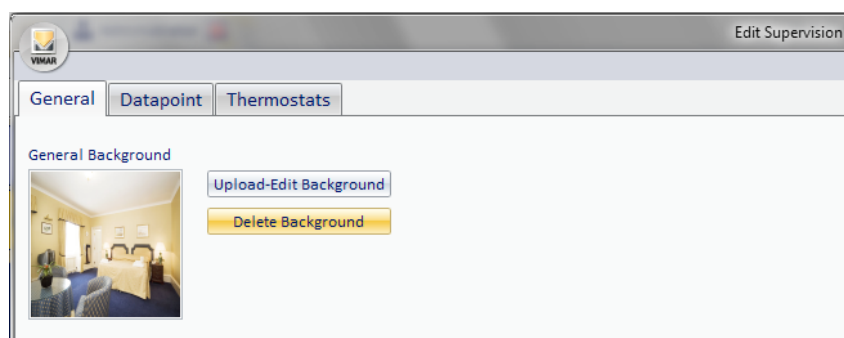 Edit Supervision
VIMAR
General Datapoint Thermostats
General Background
Upload-Edit Background
Delete Background